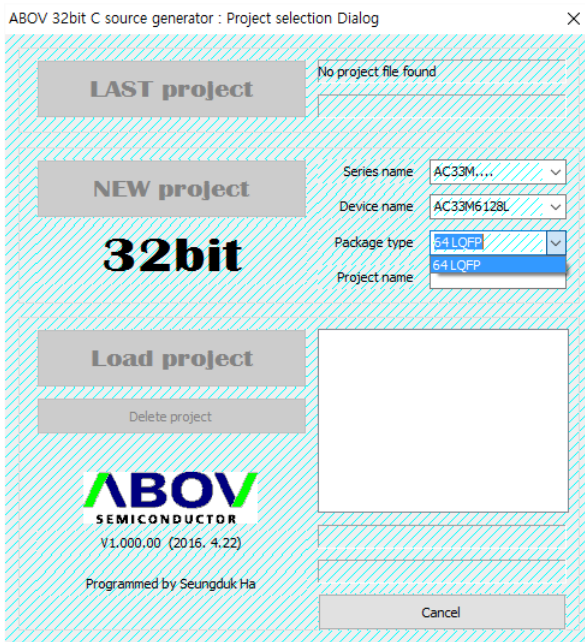 ABOV 32bit C source generator : Project selection Dialog
LAST project
No project file found
NEW project
32bit
Series name AC33M....
Device name AC33M6128L
Package type 64 LQFP
64 LQFP
Project name
Load project
Delete project
ABOV
SEMICONDUCTOR
V1.000.00 (2016. 4.22)
Programmed by Seungduk Ha
Cancel